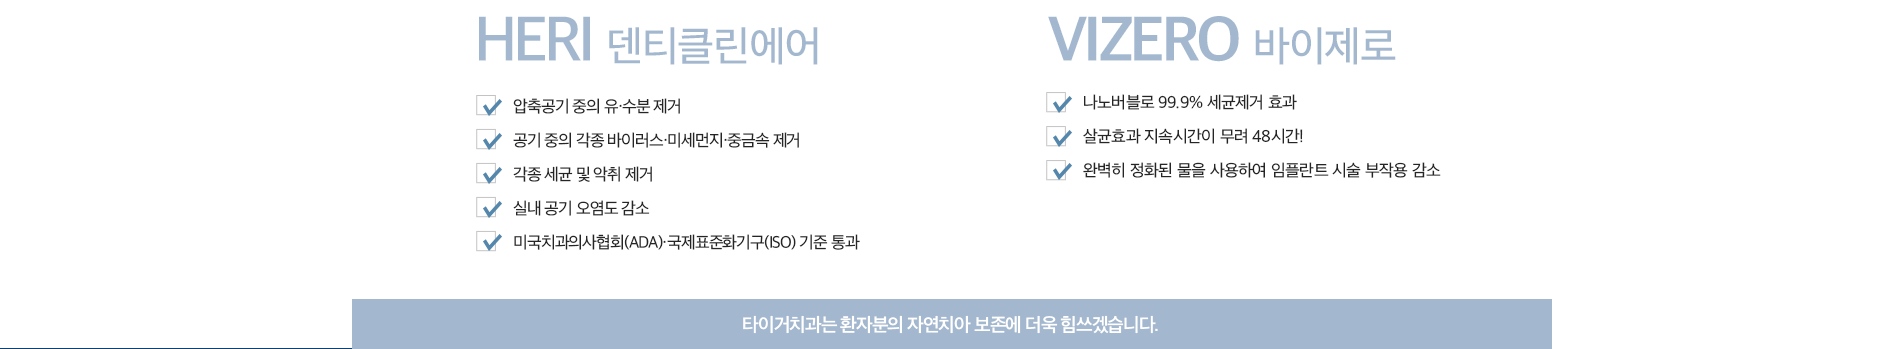 HERI 덴티클린에어
압축공기 중의 유·수분 제거
공기 중의 각종 바이러스·미세먼지·중금속 제거
각종 세균 및 악취 제거
실내 공기 오염도 감소
미국치과의사협회(ADA)·국제표준화기구(ISO) 기준 통과
VIZERO 바이제로
나노버블로 99.9% 세균제거 효과
살균효과 지속시간이 무려 48시간!
완벽히 정화된 물을 사용하여 임플란트 시술 부작용 감소
타이거치과는 환자분의 자연치아 보존에 더욱 힘쓰겠습니다.